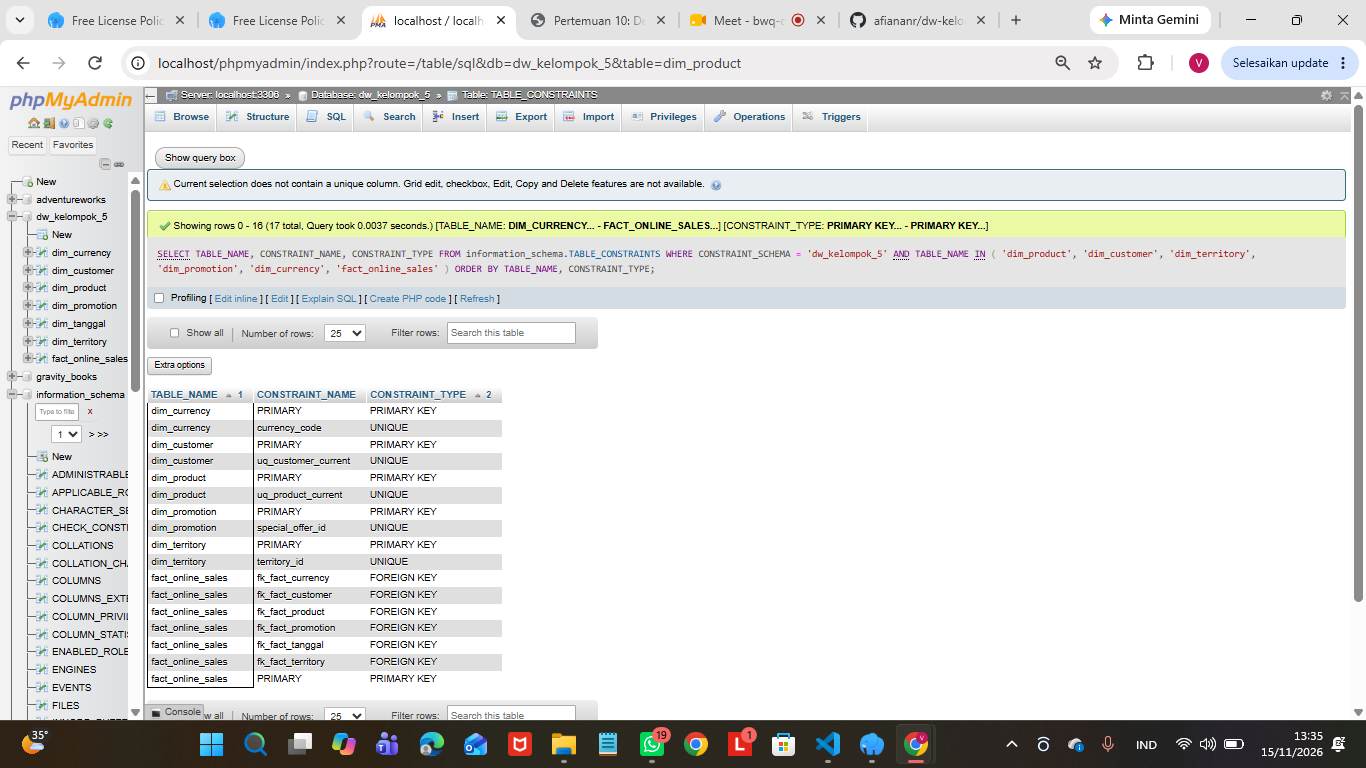 Free License Polic
Free License Polic
localhost / localh
Pertemuan 10: De
Meet - bwq-c
afiananr/dw-kelo
Minta Gemini
localhost/phpmyadmin/index.php?route=/table/sql&db=dw_kelompok_5&table=dim_product
V
Selesaikan update
phpMyAdmin
Recent
Favorites
New
adventureworks
dw_kelompok_5
New
dim_currency
dim_customer
dim_product
dim_promotion
dim_tanggal
dim_territory
fact_online_sales
gravity_books
information_schema
Type to filte
X
1
> >>
New
ADMINISTRABLE
APPLICABLE_RO
CHARACTER_SE
CHECK_CONSTI
COLLATIONS
COLLATION_CHA
COLUMNS
COLUMNS_EXTE
COLUMN_PRIVIL
COLUMN_STATIS
ENABLED_ROLE
ENGINES
EVENTS
FILES
Server: localhost:3306 » Database: dw_kelompok_5 » Table: TABLE_CONSTRAINTS
Browse Structure SQL Search Insert Export Import Privileges Operations Triggers
Show query box
Current selection does not contain a unique column. Grid edit, checkbox, Edit, Copy and Delete features are not available.
Showing rows 0 - 16 (17 total, Query took 0.0037 seconds.) [TABLE_NAME: DIM_CURRENCY... - FACT_ONLINE_SALES...] [CONSTRAINT_TYPE: PRIMARY KEY... - PRIMARY KEY...]
SELECT TABLE_NAME, CONSTRAINT_NAME, CONSTRAINT_TYPE FROM information_schema.TABLE_CONSTRAINTS WHERE CONSTRAINT_SCHEMA = 'dw_kelompok_5' AND TABLE_NAME IN ( 'dim_product', 'dim_customer', 'dim_territory',
'dim_promotion', 'dim_currency', 'fact_online_sales' ) ORDER BY TABLE_NAME, CONSTRAINT_TYPE;
Profiling [ Edit inline ] [ Edit ] [ Explain SQL ] [ Create PHP code ] [ Refresh ]
Show all Number of rows: 25 Filter rows: Search this table
Extra options
TABLE_NAME 1 CONSTRAINT_NAME CONSTRAINT_TYPE 2
dim_currency PRIMARY PRIMARY KEY
dim_currency currency_code UNIQUE
dim_customer PRIMARY PRIMARY KEY
dim_customer uq_customer_current UNIQUE
dim_product PRIMARY PRIMARY KEY
dim_product uq_product_current UNIQUE
dim_promotion PRIMARY PRIMARY KEY
dim_promotion special_offer_id UNIQUE
dim_territory PRIMARY PRIMARY KEY
dim_territory territory_id UNIQUE
fact_online_sales fk_fact_currency FOREIGN KEY
fact_online_sales fk_fact_customer FOREIGN KEY
fact_online_sales fk_fact_product FOREIGN KEY
fact_online_sales fk_fact_promotion FOREIGN KEY
fact_online_sales fk_fact_tanggal FOREIGN KEY
fact_online_sales fk_fact_territory FOREIGN KEY
fact_online_sales PRIMARY PRIMARY KEY
Console
w all Number of rows: 25 Filter rows: Search this table
35°
19
1
IND
13:35
15/11/2026